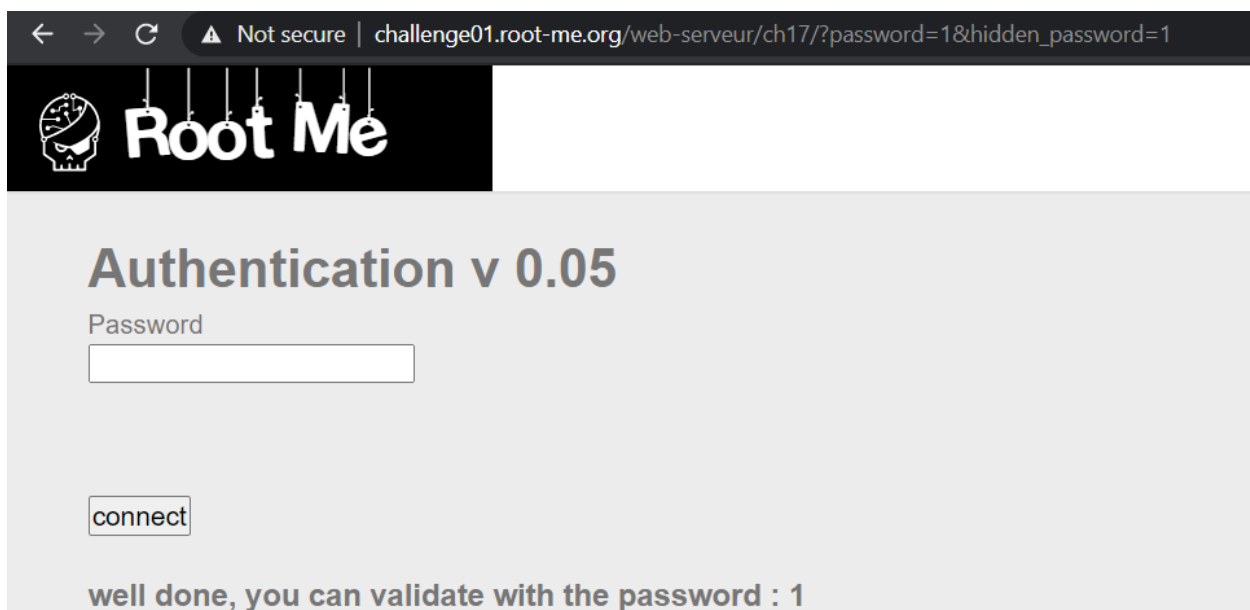 Not secure | challenge01.root-me.org/web-serveur/ch17/?password=1&hidden_password=1
Root Me
Authentication v 0.05
Password
connect
well done, you can validate with the password : 1